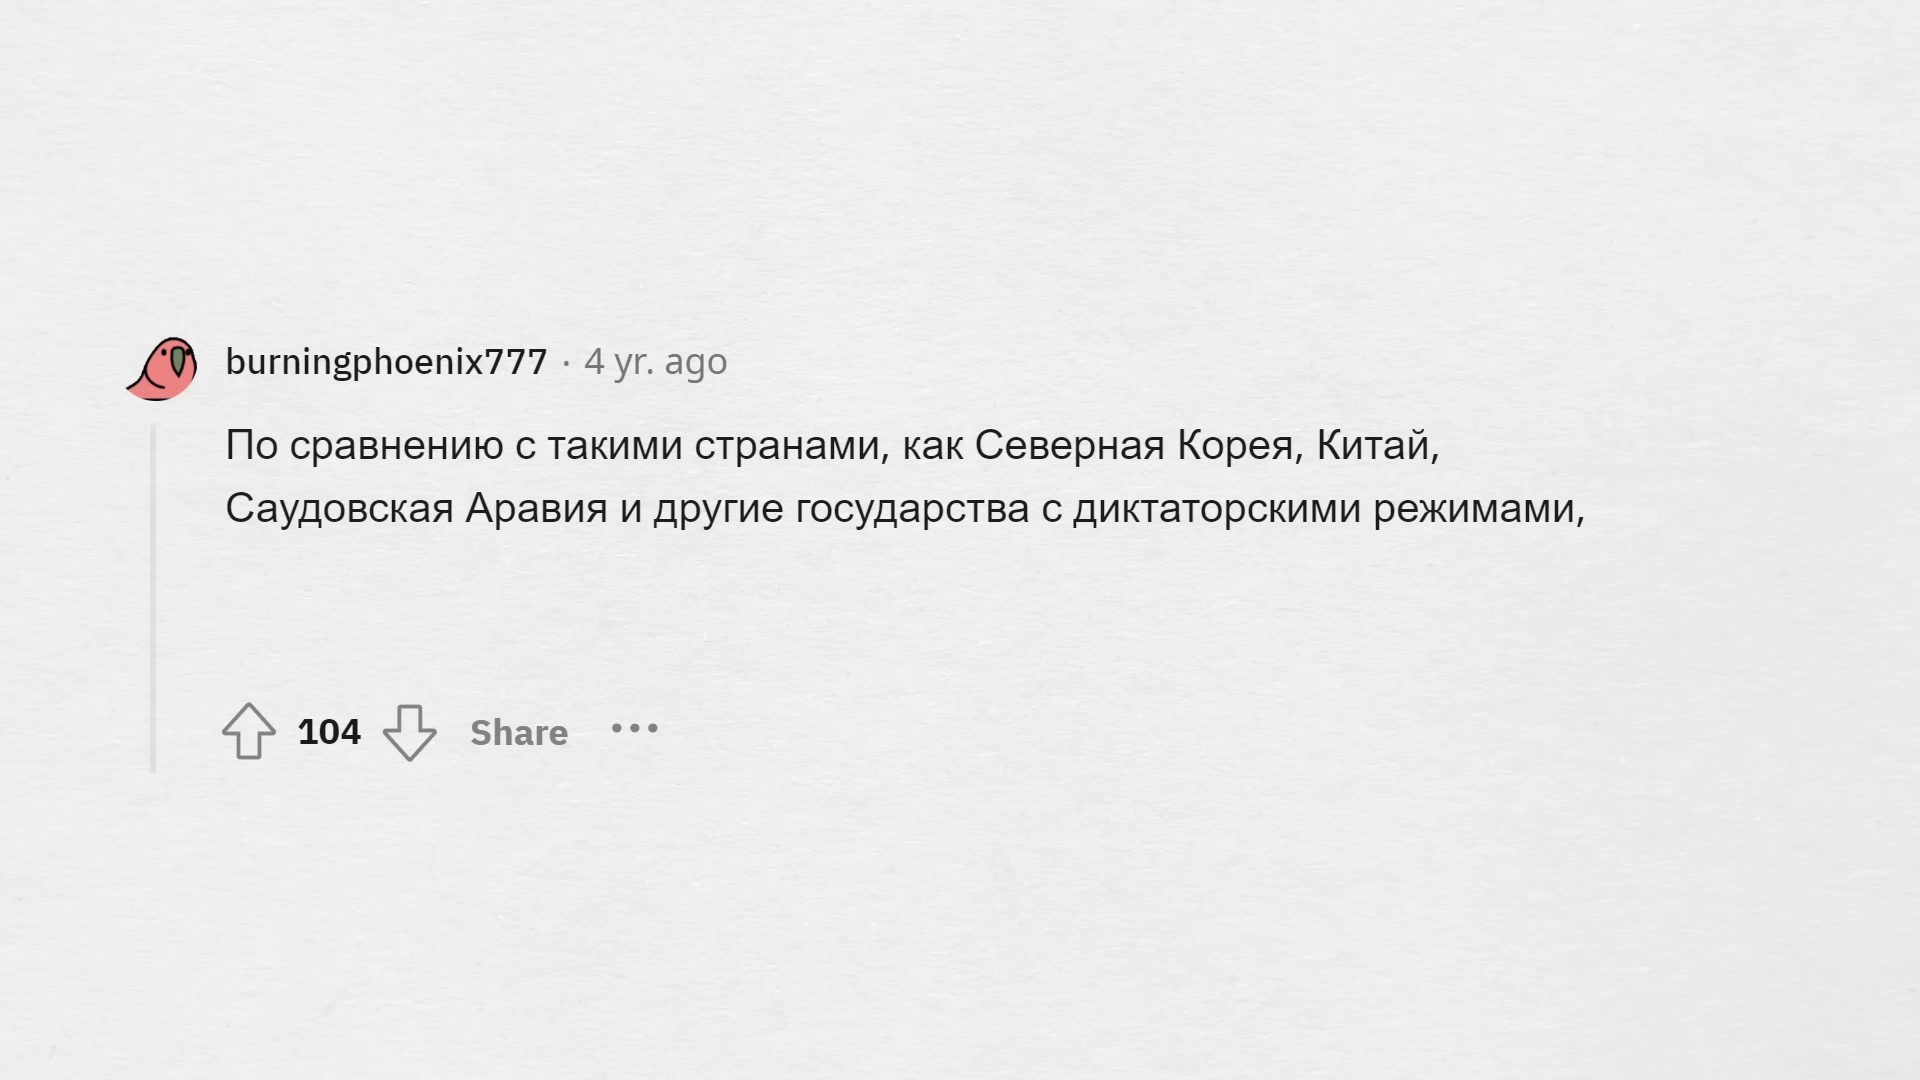 burningphoenix777 · 4 yr. ago
По сравнению с такими странами, как Северная Корея, Китай,
Саудовская Аравия и другие государства с диктаторскими режимами,
104 Share